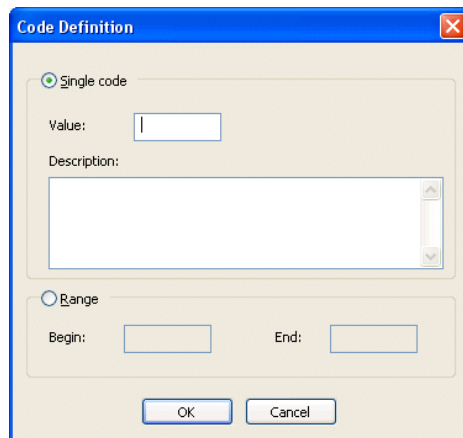 Code Definition
Single code
Value:
Description:
Range
Begin: End:
OK Cancel